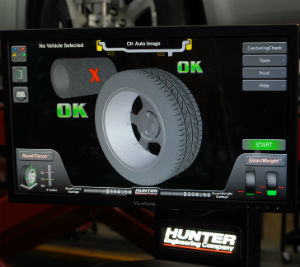 No Vehicle Selected
CK Auto Image
CenteringCheck
Tools
Print
Help
OK
X
OK
START
Road Force
SmartWeight
HUNTER
ViewSonic
HUNTER
Engineering Company